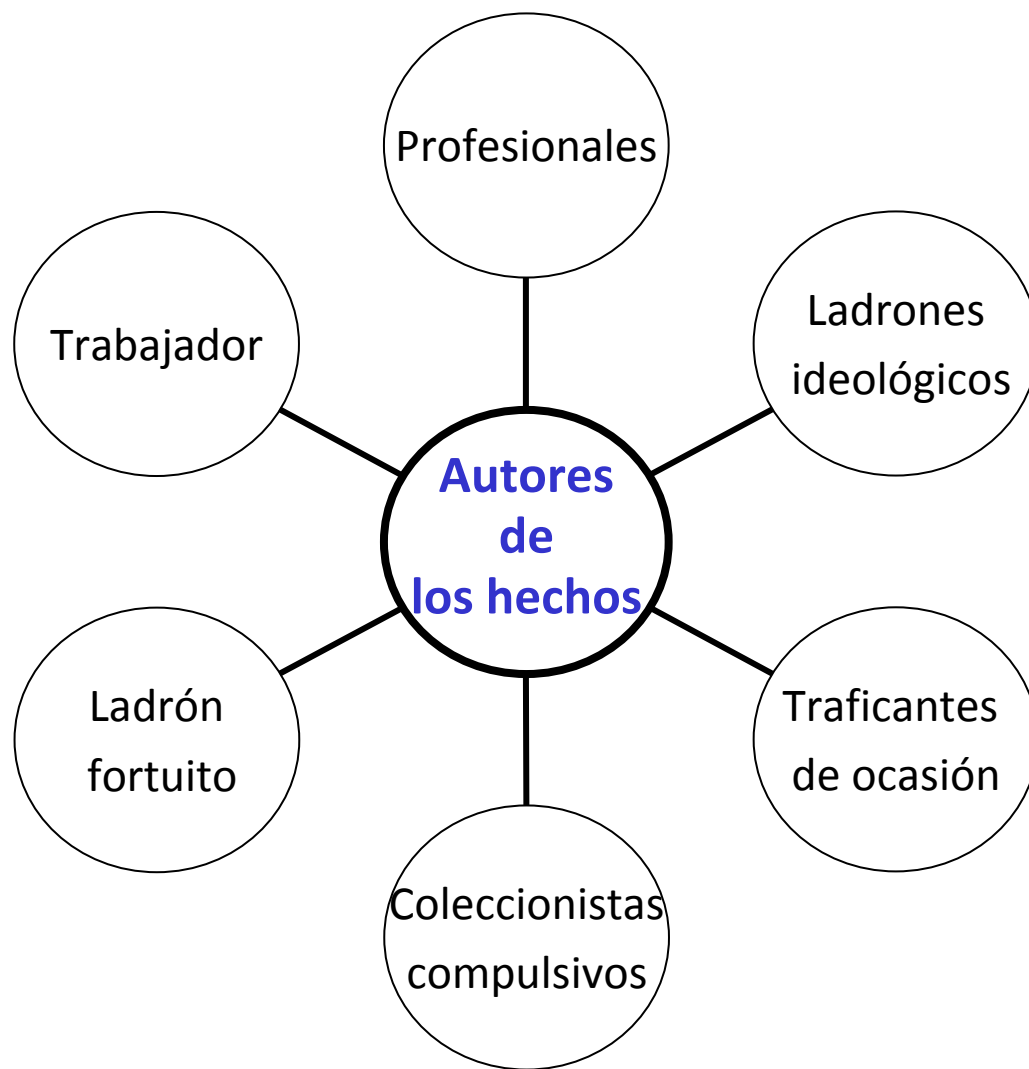 Profesionales
Ladrones
ideológicos
Trabajador
Autores
de
los hechos
Ladrón
fortuito
Traficantes
de ocasión
Coleccionistas
compulsivos